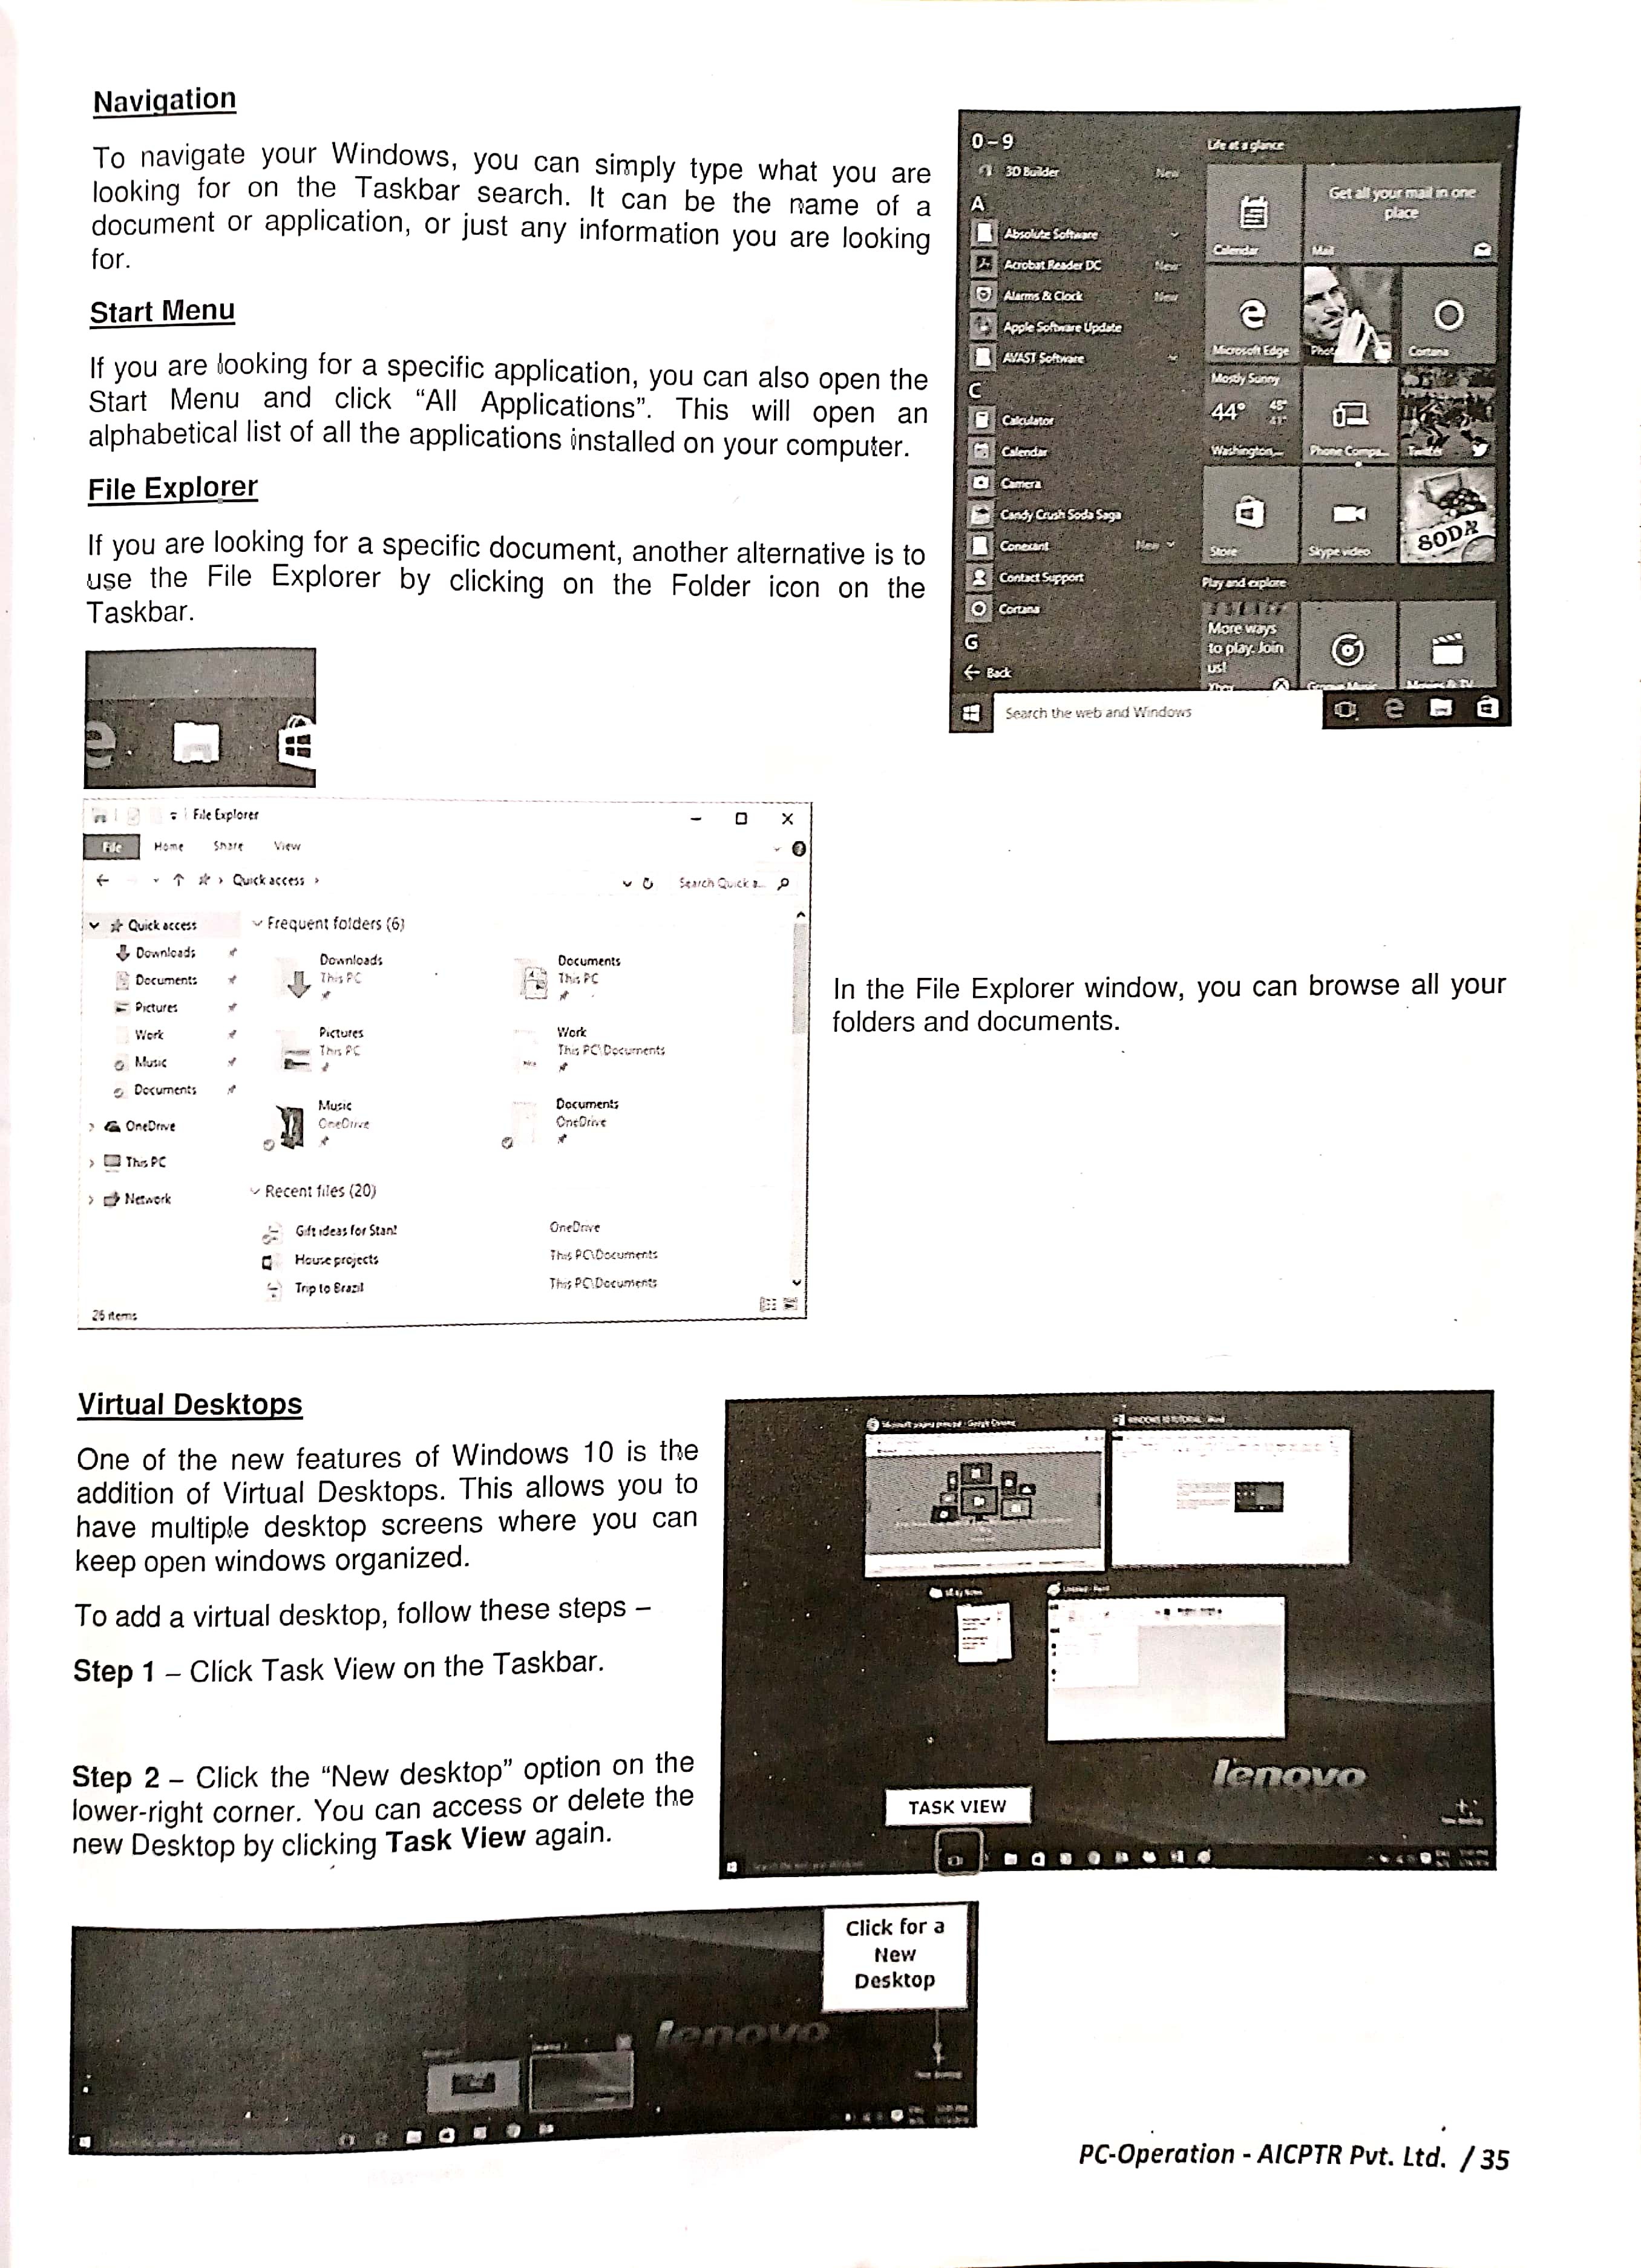 Navigation
To navigate your Windows, you can simply type what you are
looking for on the Taskbar search. It can be the name of a
document or application, or just any information you are looking
for.
Start Menu
If you are looking for a specific application, you can also open the
Start Menu and click “All Applications”. This will open an
alphabetical list of all the applications installed on your computer.
File Explorer
If you are looking for a specific document, another alternative is to
use the File Explorer by clicking on the Folder icon on the
Taskbar.
0-9
3D Builder New
A
Absolute Software
Acrobat Reader DC New
Alarms & Clock New
Apple Software Update
AVAST Software
C
Calculator
Calendar
Camera
Candy Crush Soda Saga
Conexant New
Contact Support
Cortana
G
Back
Search the web and Windows
Life at a glance
Calendar
Get all your mail in one
place
Mail
Microsoft Edge
Cortana
Mostly Sunny
44°
Washington,...
Phone Compa...
Twitter
Store
Skype video
SODA
Play and explore
More ways
to play. Join
us!
File Explorer
File Home Share View
Quick access
Search Quick a...
Quick access
Downloads
Documents
Pictures
Work
Music
Documents
OneDrive
This PC
Network
Frequent folders (6)
Downloads
This PC
Documents
This PC
Pictures
This PC
Work
This PC\Documents
Music
OneDrive
Documents
OneDrive
Recent files (20)
Gift ideas for Stan! OneDrive
House projects This PC\Documents
Trip to Brazil This PC\Documents
26 items
In the File Explorer window, you can browse all your
folders and documents.
Virtual Desktops
One of the new features of Windows 10 is the
addition of Virtual Desktops. This allows you to
have multiple desktop screens where you can
keep open windows organized.
To add a virtual desktop, follow these steps –
Step 1 – Click Task View on the Taskbar.
Step 2 – Click the “New desktop” option on the
lower-right corner. You can access or delete the
new Desktop by clicking Task View again.
lenovo
TASK VIEW
Click for a
New
Desktop
lenovo
PC-Operation - AICPTR Pvt. Ltd. / 35